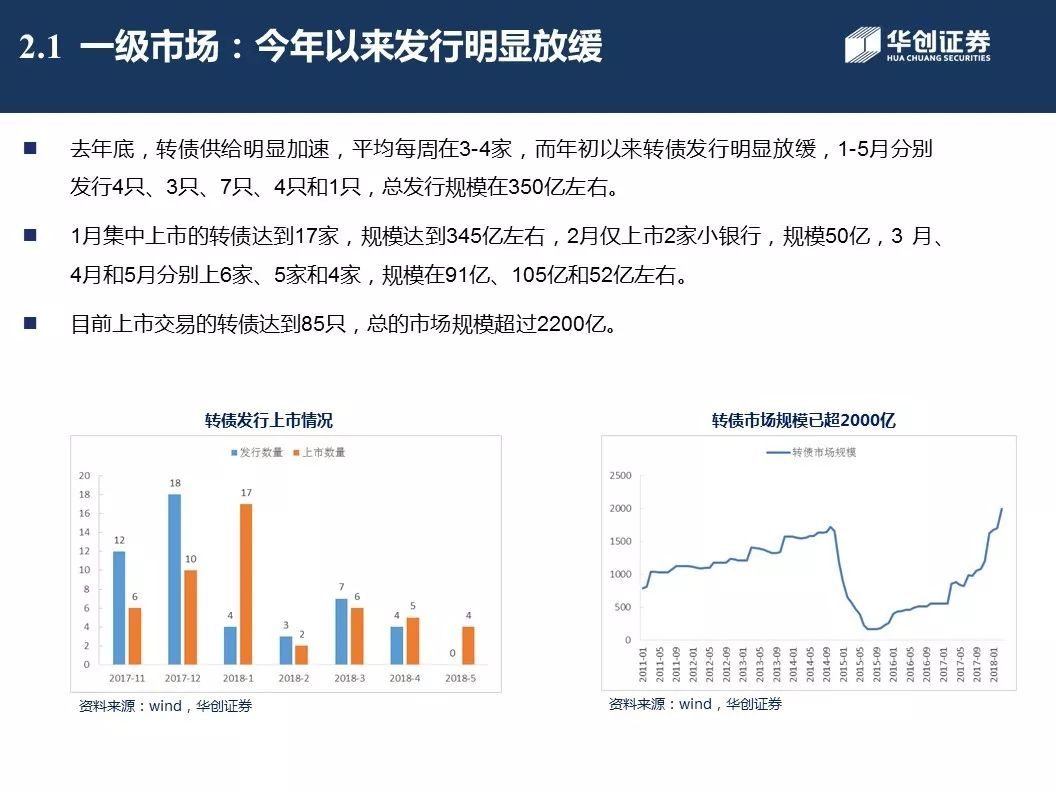 2.1 一级市场：今年以来发行明显放缓
华创证券
HUA CHUANG SECURITIES
去年底，转债供给明显加速，平均每周在3-4家，而年初以来转债发行明显放缓，1-5月分别
发行4只、3只、7只、4只和1只，总发行规模在350亿左右。
1月集中上市的转债达到17家，规模达到345亿左右，2月仅上市2家小银行，规模50亿，3 月、
4月和5月分别上6家、5家和4家，规模在91亿、105亿和52亿左右。
目前上市交易的转债达到85只，总的市场规模超过2200亿。
转债发行上市情况
发行数量 上市数量
20
18
16
14
12
10
8
6
4
2
0
12 6 18 10 4 17 3 2 7 6 4 5 0 4
2017-11 2017-12 2018-1 2018-2 2018-3 2018-4 2018-5
资料来源：wind，华创证券
转债市场规模已超2000亿
转债市场规模
2500
2000
1500
1000
500
0
2011-01 2011-05 2011-09 2012-01 2012-05 2012-09 2013-01 2013-05 2013-09 2014-01 2014-05 2014-09 2015-01 2015-05 2015-09 2016-01 2016-05 2016-09 2017-01 2017-05 2017-09 2018-01
资料来源：wind，华创证券